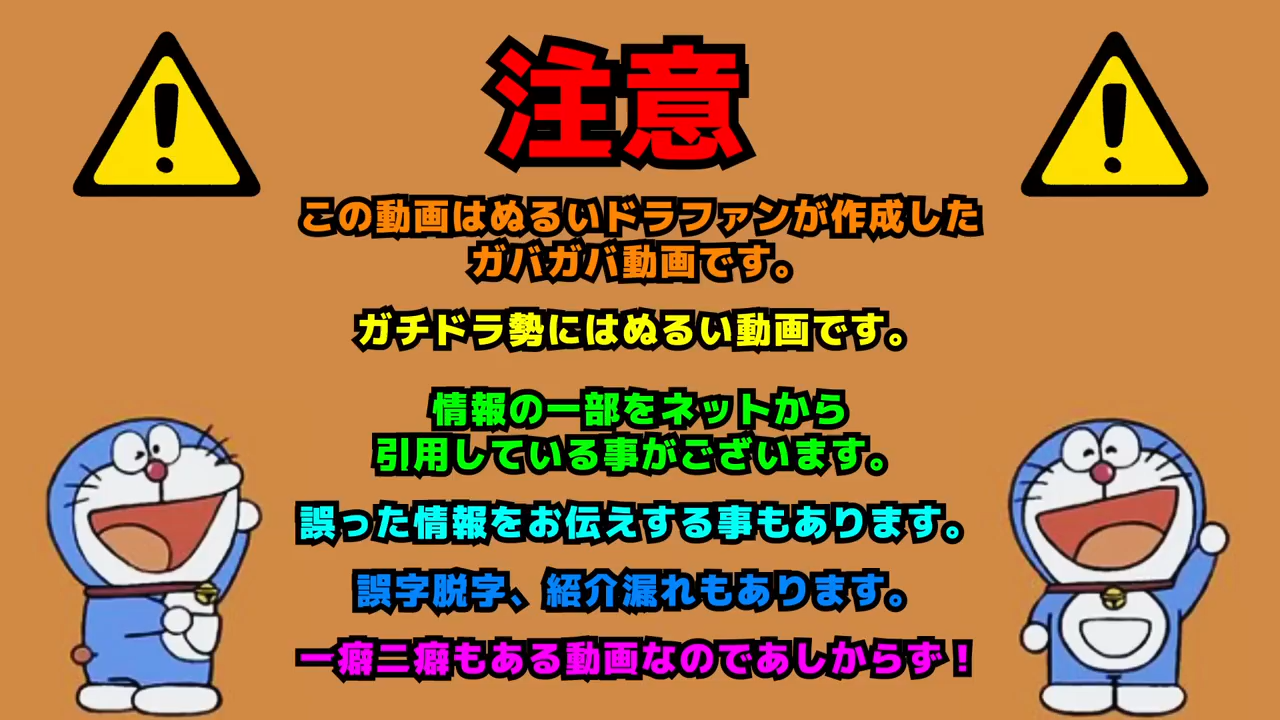 注意
この動画はぬるいドラファンが作成した
ガバガバ動画です。
ガチドラ勢にはぬるい動画です。
情報の一部をネットから
引用している事がございます。
誤った情報をお伝えする事もあります。
誤字脱字、紹介漏れもあります。
一癖二癖もある動画なのであしからず！